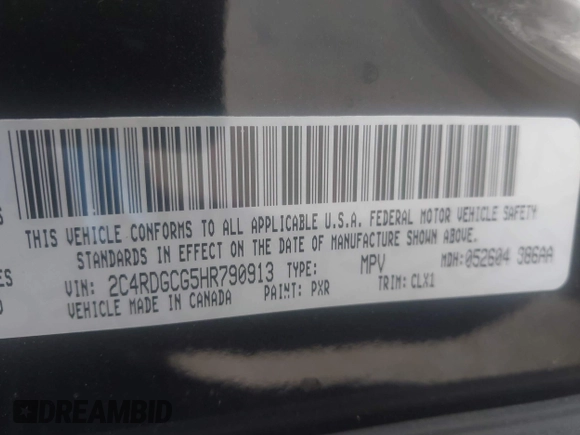 THIS VEHICLE CONFORMS TO ALL APPLICABLE U.S.A. FEDERAL MOTOR VEHICLE SAFETY
STANDARDS IN EFFECT ON THE DATE OF MANUFACTURE SHOWN ABOVE.
VIN: 2C4RDGCG5HR790913 TYPE: MPV MDH: 052604 386AA
VEHICLE MADE IN CANADA PAINT: PXR TRIM: CLX1
DREAMBID